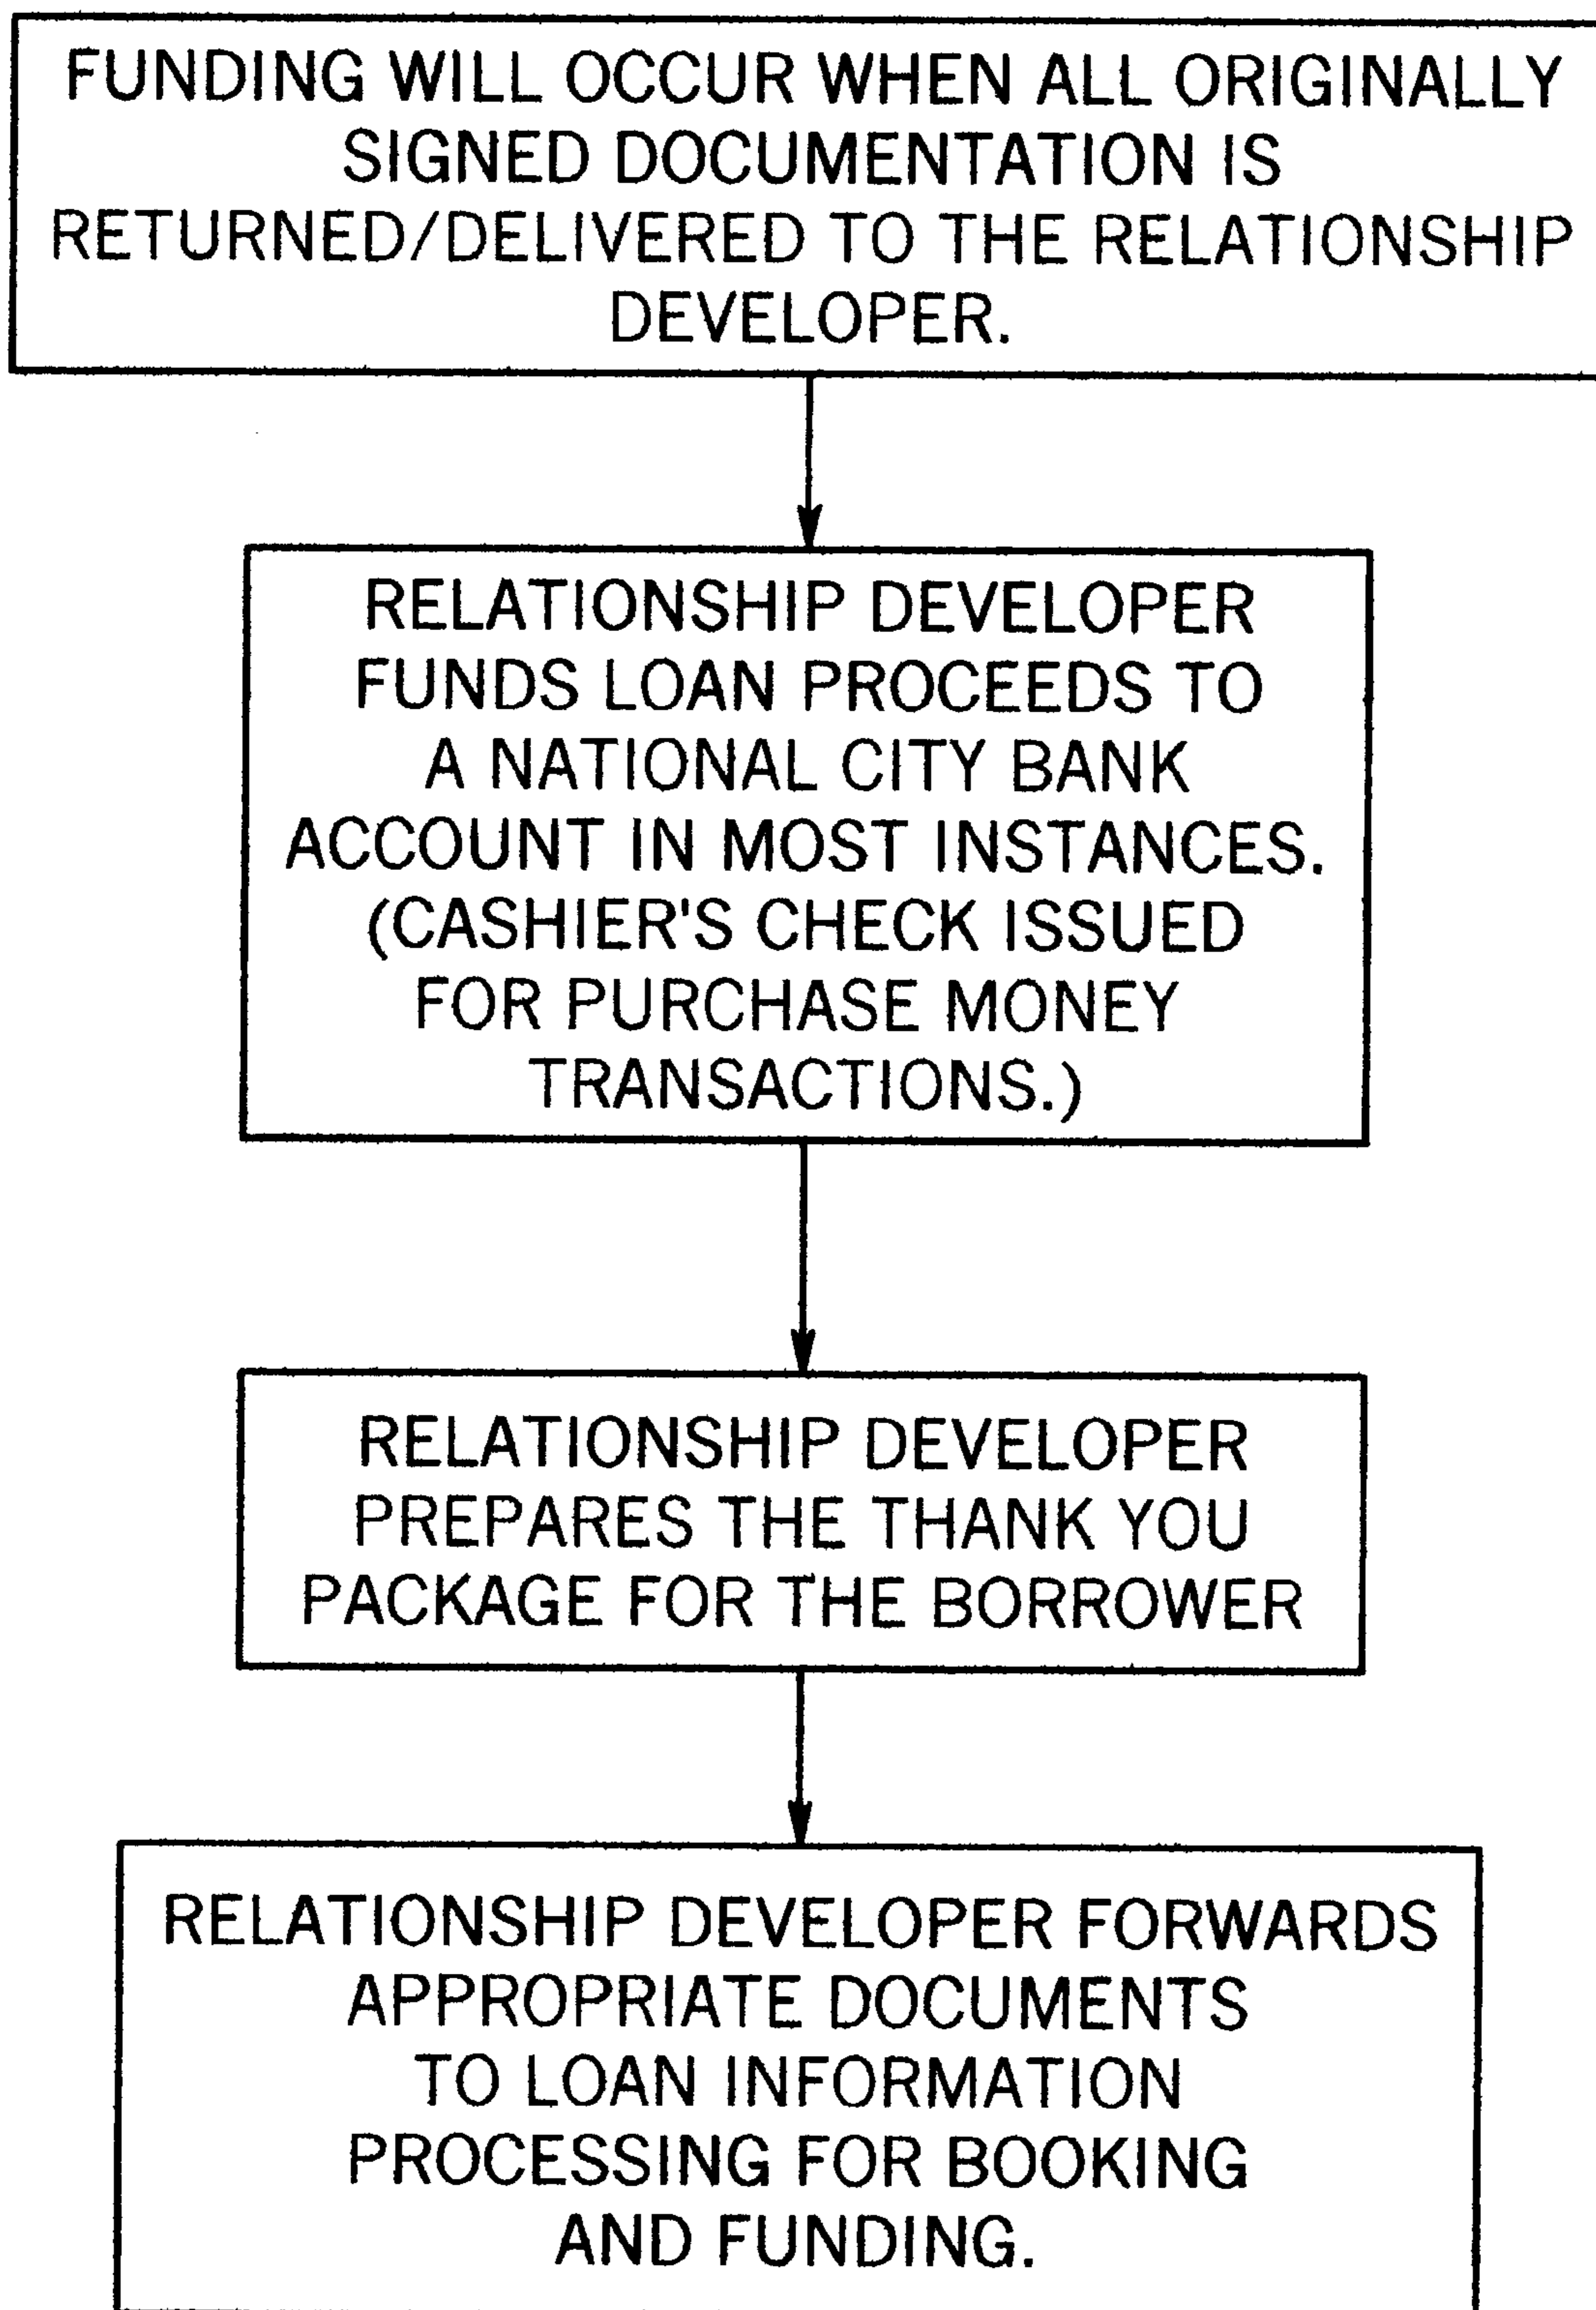 FUNDING WILL OCCUR WHEN ALL ORIGINALLY
SIGNED DOCUMENTATION IS
RETURNED/DELIVERED TO THE RELATIONSHIP
DEVELOPER.
RELATIONSHIP DEVELOPER
FUNDS LOAN PROCEEDS TO
A NATIONAL CITY BANK
ACCOUNT IN MOST INSTANCES.
(CASHIER'S CHECK ISSUED
FOR PURCHASE MONEY
TRANSACTIONS.)
RELATIONSHIP DEVELOPER
PREPARES THE THANK YOU
PACKAGE FOR THE BORROWER
RELATIONSHIP DEVELOPER FORWARDS
APPROPRIATE DOCUMENTS
TO LOAN INFORMATION
PROCESSING FOR BOOKING
AND FUNDING.